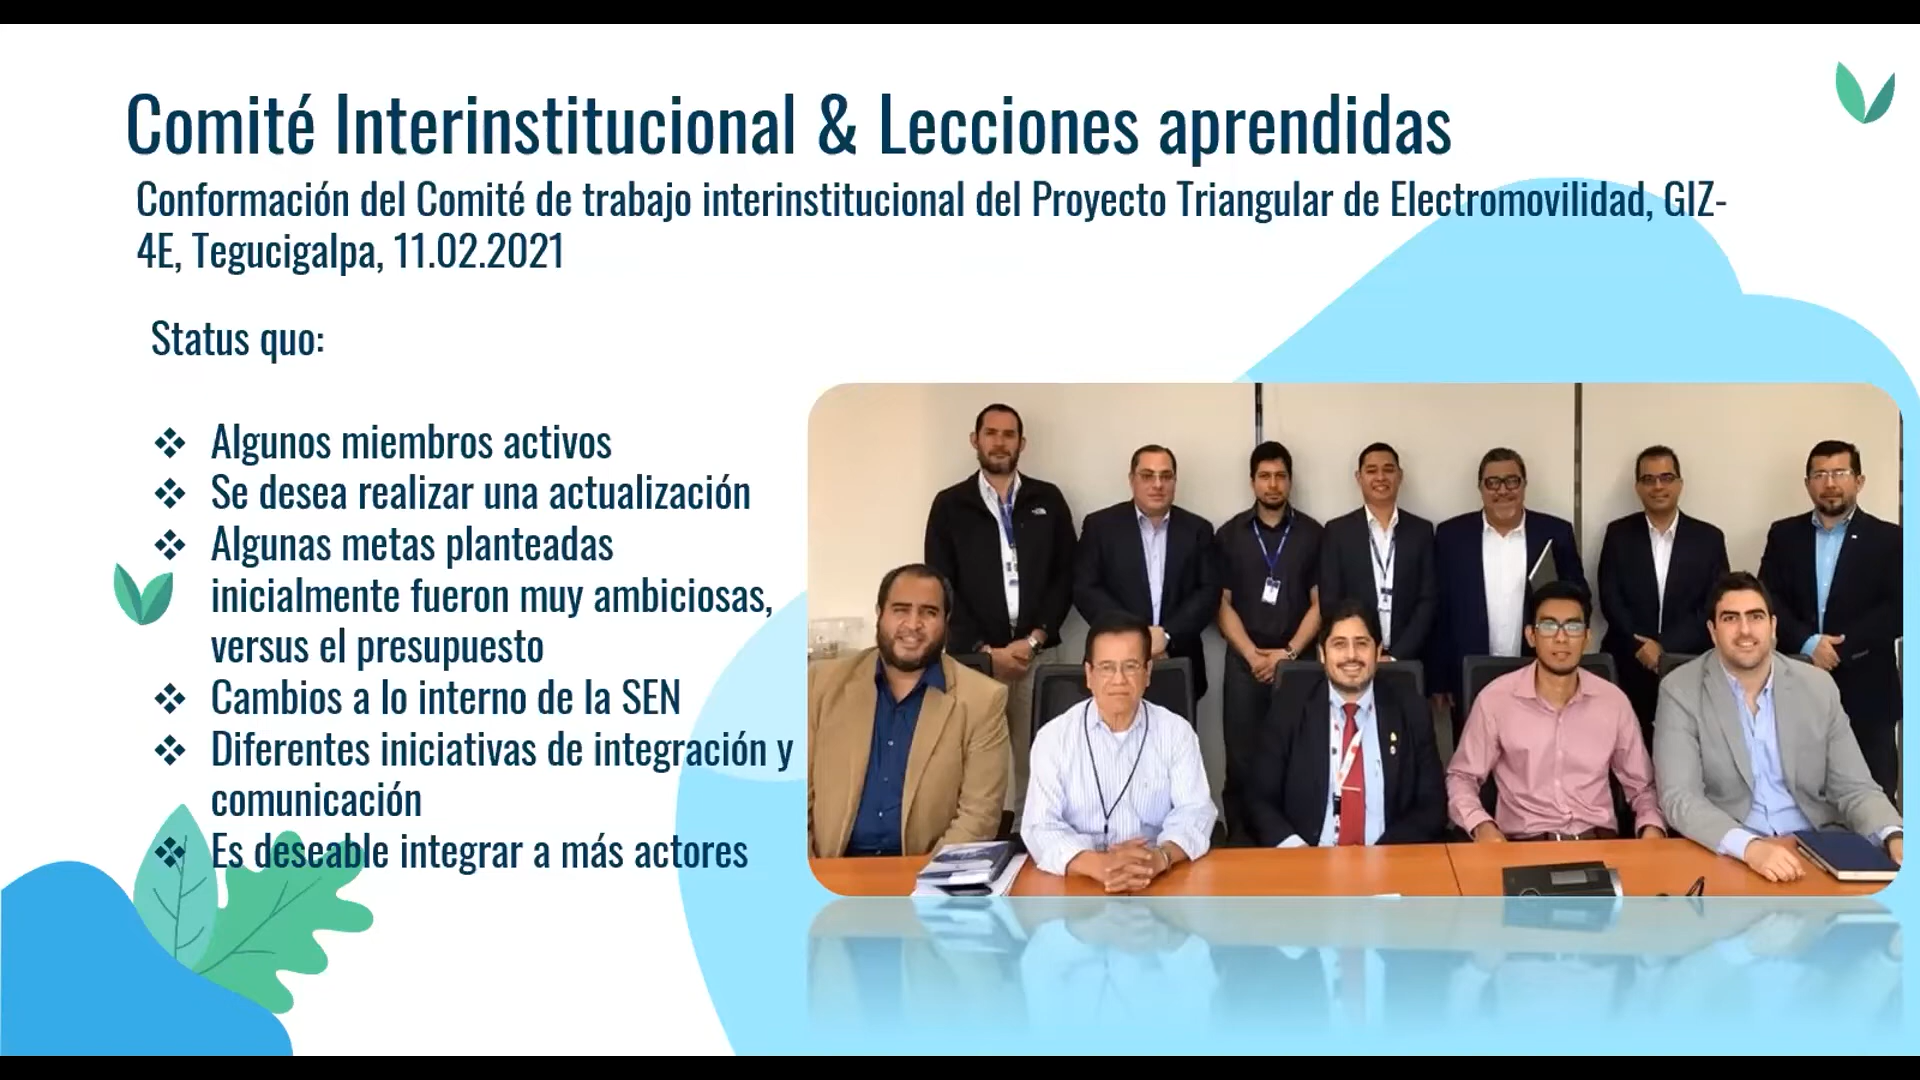 Comité Interinstitucional & Lecciones aprendidas
Conformación del Comité de trabajo interinstitucional del Proyecto Triangular de Electromovilidad, GIZ-
4E, Tegucigalpa, 11.02.2021
Status quo:
❖ Algunos miembros activos
❖ Se desea realizar una actualización
❖ Algunas metas planteadas
inicialmente fueron muy ambiciosas,
versus el presupuesto
❖ Cambios a lo interno de la SEN
❖ Diferentes iniciativas de integración y
comunicación
❖ Es deseable integrar a más actores